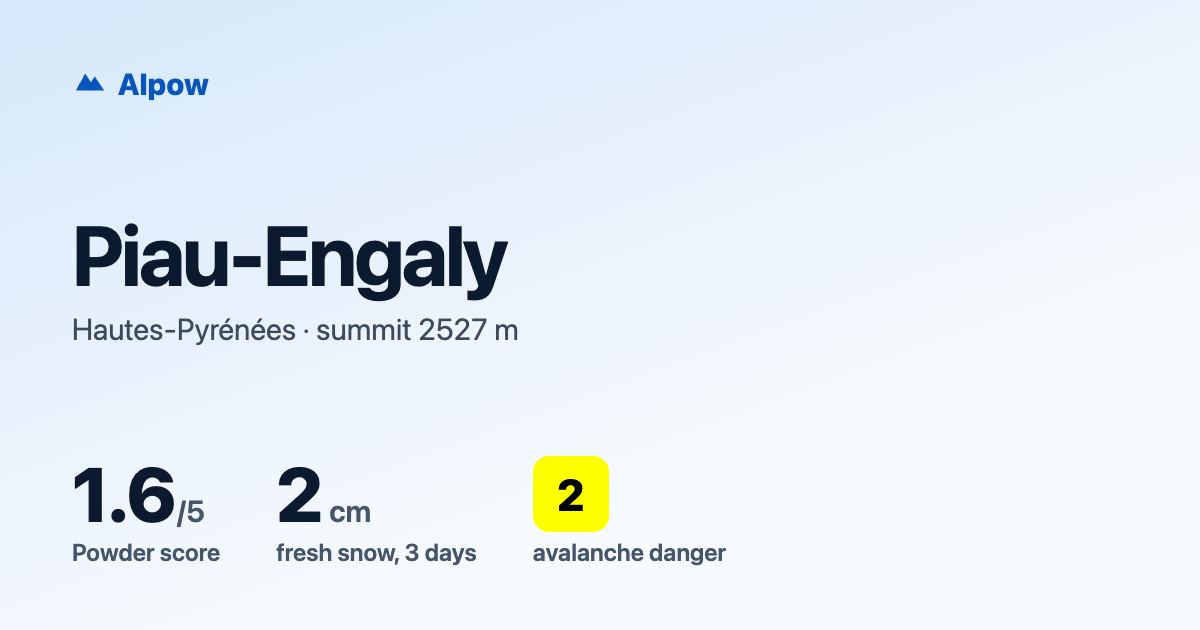 Alpow
Piau-Engaly
Hautes-Pyrénées · summit 2527 m
1.6/5 2 cm 2
Powder score fresh snow, 3 days avalanche danger